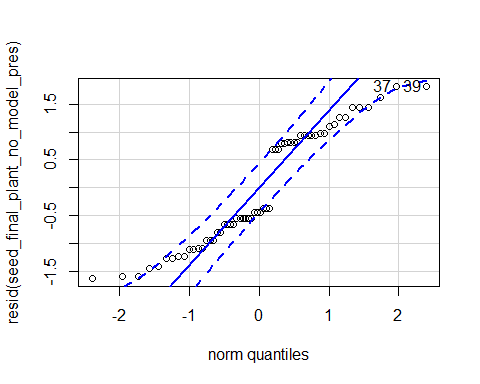 resid(seed_final_plant_no_model_pres)
1.5
0.5
-0.5
-1.5
37 39
-2 -1 0 1 2
norm quantiles